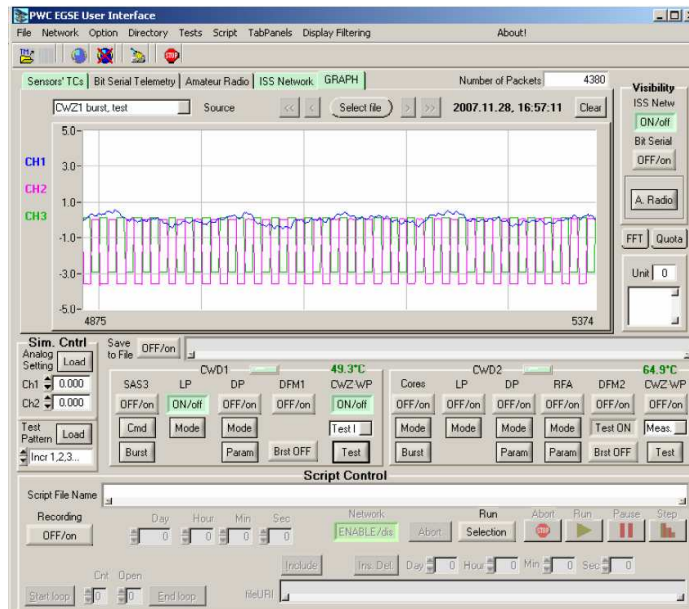 PWC EGSE User Interface
File Network Option Directory Tests Script TabPanels Display Filtering About!
Sensors' TCs Bit Serial Telemetry Amateur Radio ISS Network GRAPH Number of Packets 4380
CWZ1 burst, test Source << < Select file > >> 2007.11.28, 16:57:11 Clear
Visibility
ISS Netw
ON/off
Bit Serial
OFF/on
A. Radio
FFT Quota
Unit 0
5.0-
CH1 3.0-
CH2
CH3 1.0-
-1.0-
-3.0-
-5.0-
4875 5374
Sim. Cntrl
Analog Setting Load
Ch1 0.000
Ch2 0.000
Test Pattern Load
Incr 1,2,3...
Save to File OFF/on
CWD1 49.3°C
SAS3 LP DP DFM1 CWZ WP
OFF/on ON/off OFF/on OFF/on ON/off
Cmd Mode Mode Test I
Burst Param Brst OFF Test
CWD2 64.9°C
Cores LP DP RFA DFM2 CWZ WP
OFF/on OFF/on OFF/on OFF/on OFF/on OFF/on
Mode Mode Mode Mode Test ON Meas.
Burst Param Param Brst OFF Test
Script Control
Script File Name
Recording Day Hour Min Sec Network Run Abort Run Pause Step
OFF/on 0 0 0 0 ENABLE/dis Abort Selection STOP
Include Ins. Del. Day 0 Hour 0 Min 0 Sec 0
Cnt Open
Start loop 0 0 End loop fileURI